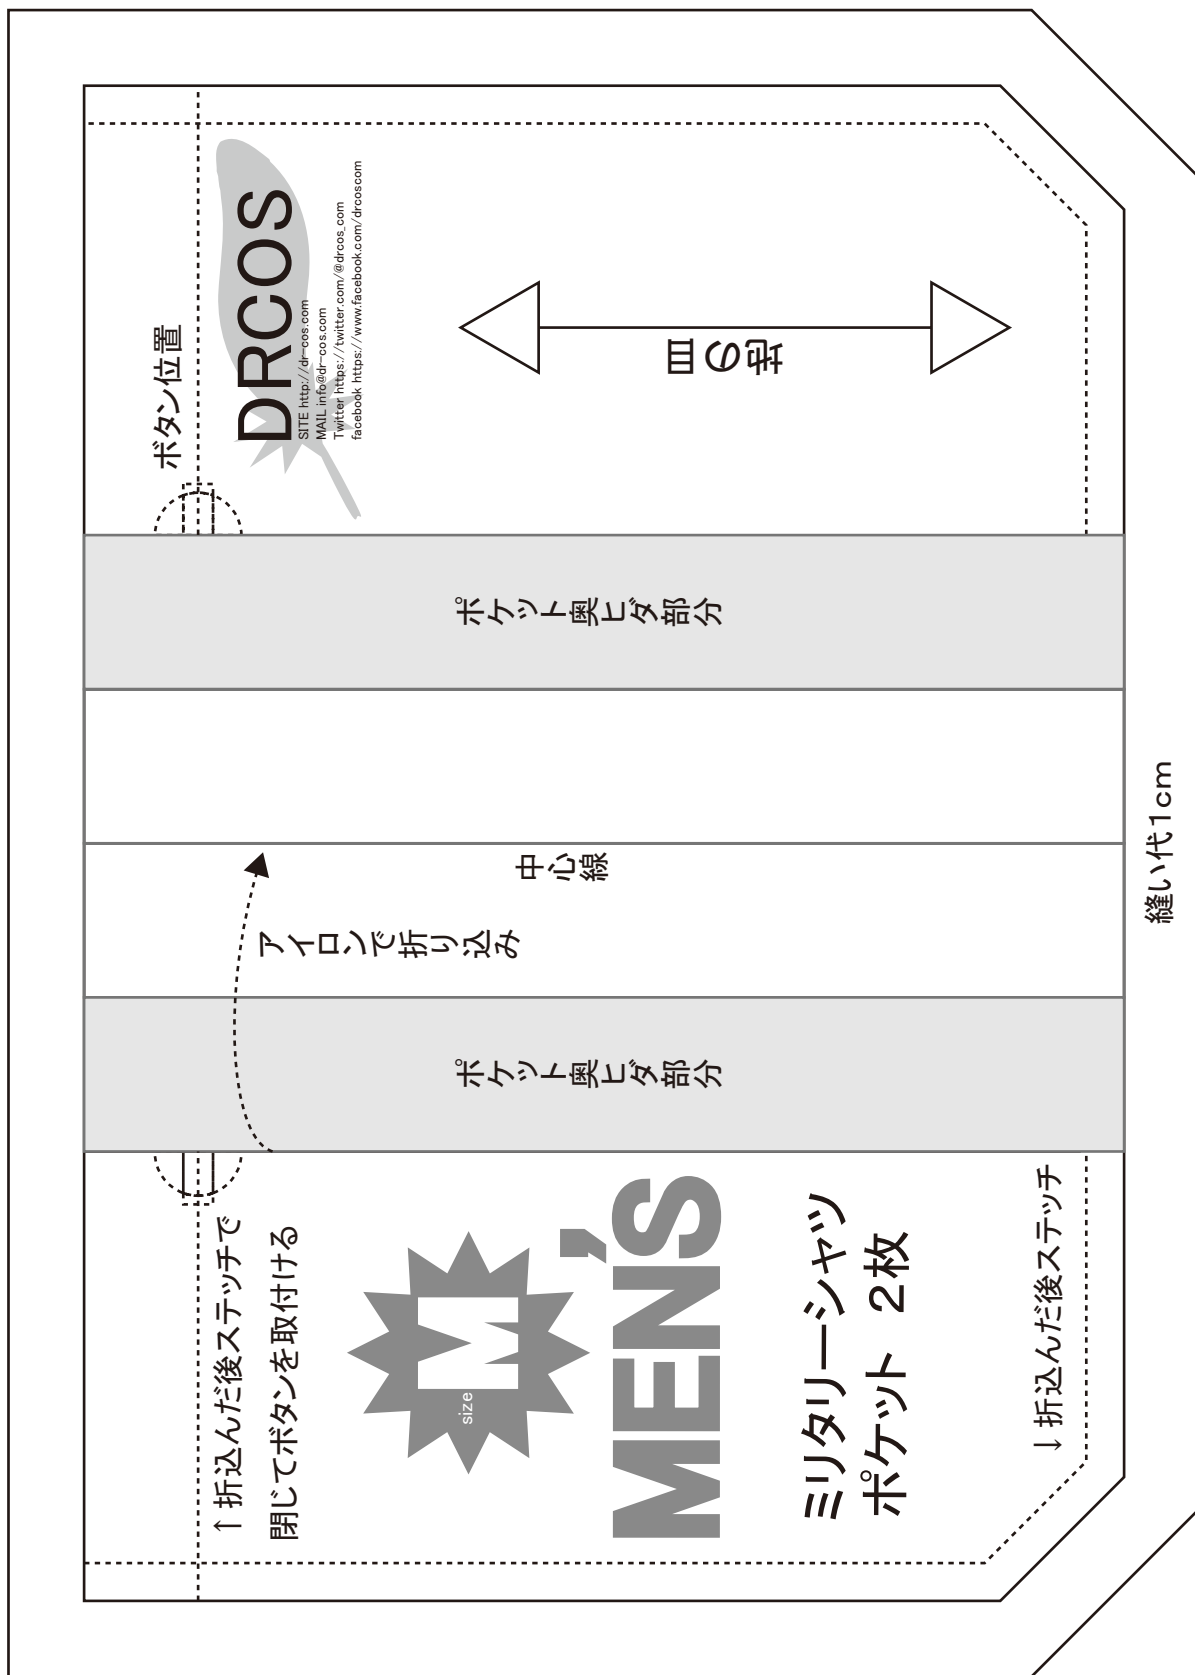 DRCOS
SITE http://dr-cos.com
MAIL info@dr-cos.com
Twitter https://twitter.com/@drcos_com
facebook https://www.facebook.com/drcoscom
ボタン位置
地の目
ポケット奥ヒダ部分
中心線
アイロンで折り込み
縫い代1cm
ポケット奥ヒダ部分
↑折込んだ後ステッチで
閉じてボタンを取付ける
size M
MEN'S
ミリタリーシャツ
ポケット 2枚
↓折込んだ後ステッチ